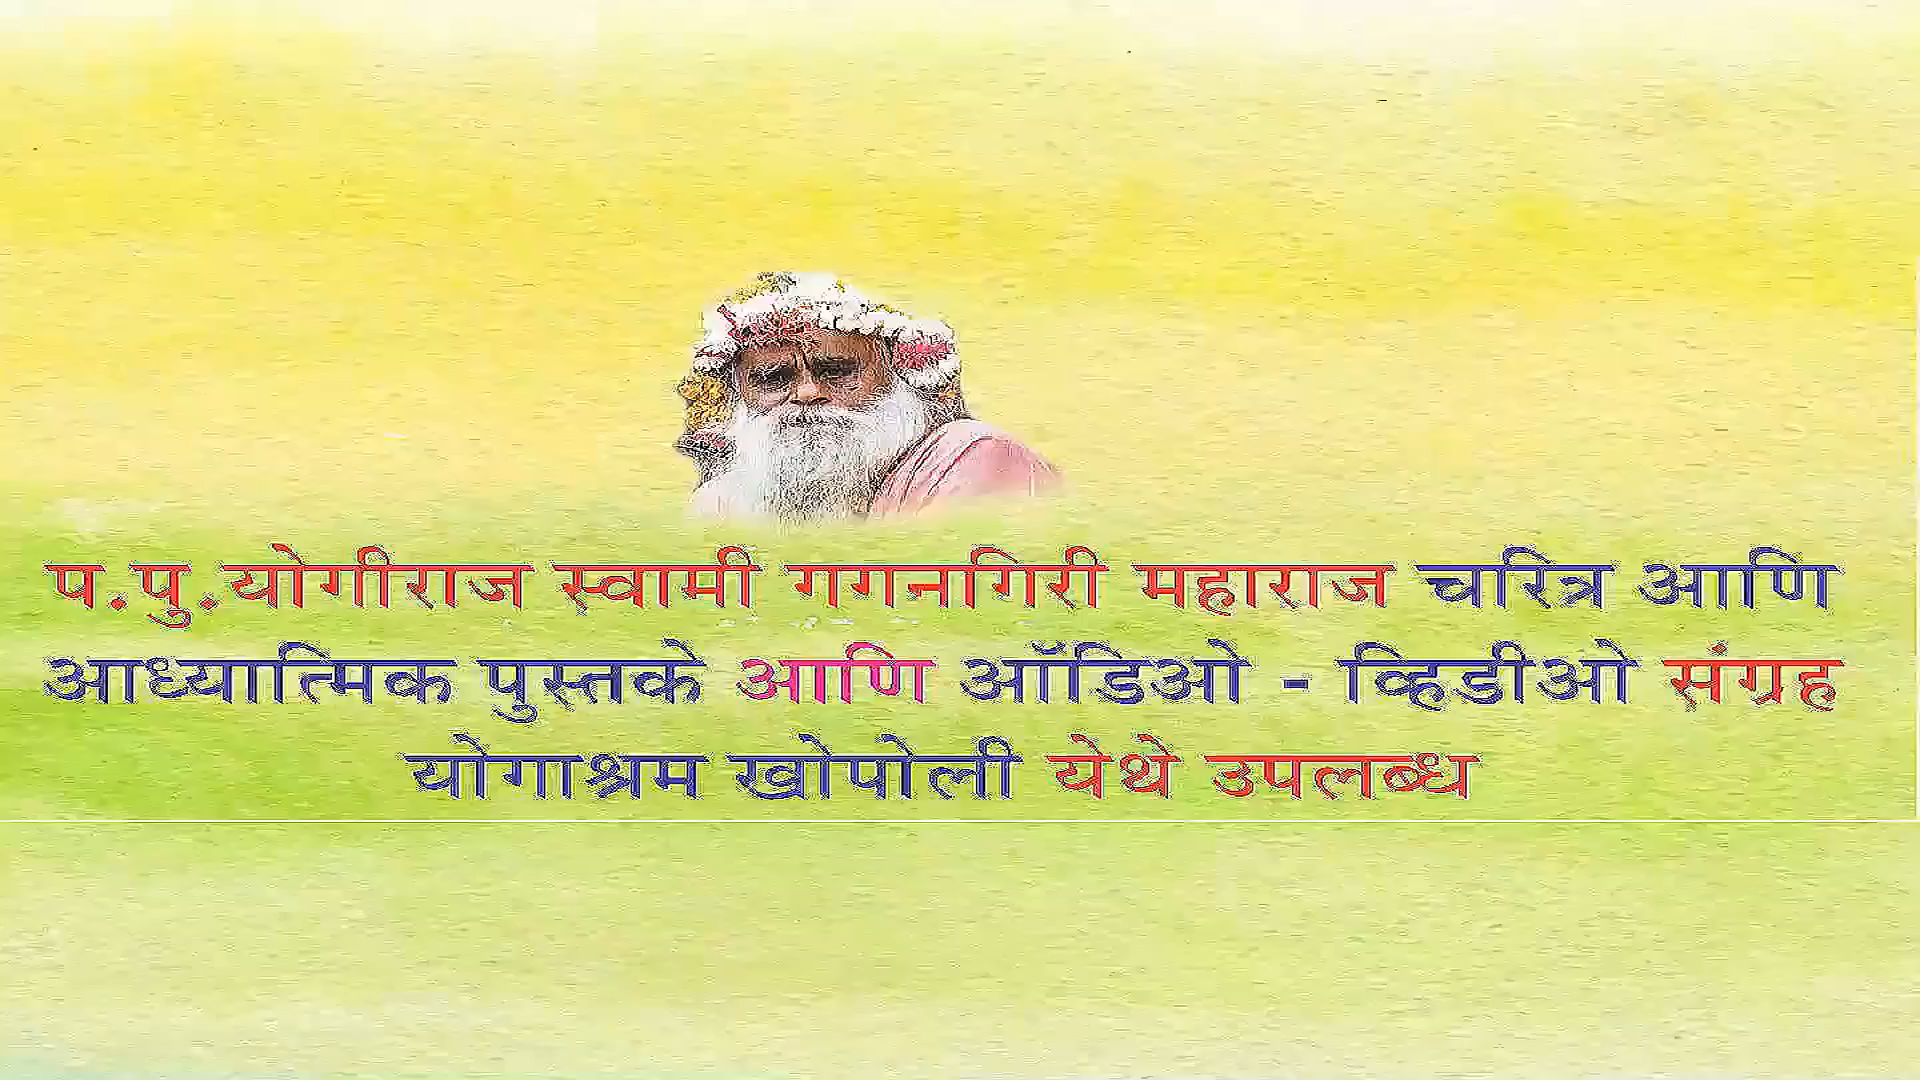 प.पु.योगीराज स्वामी गगनगिरी महाराज चरित्र आणि
आध्यात्मिक पुस्तके आणि ऑडिओ - व्हिडीओ संग्रह
योगाश्रम खोपोली येथे उपलब्ध